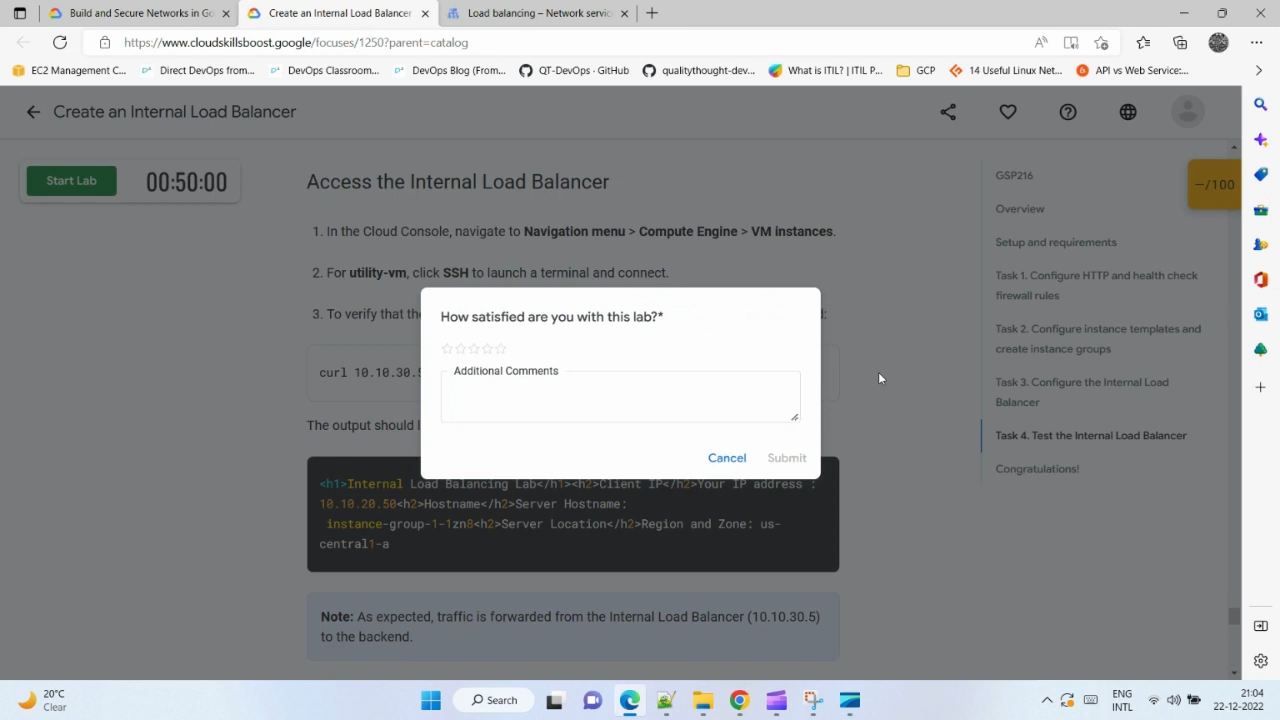 Build and Secure Networks in Go
Create an Internal Load Balancer
Load balancing – Network servic
https://www.cloudskillsboost.google/focuses/1250?parent=catalog
EC2 Management C...
Direct DevOps from...
DevOps Classroom...
DevOps Blog (From...
QT-DevOps · GitHub
qualitythought-dev...
What is ITIL? | ITIL P...
GCP
14 Useful Linux Net...
API vs Web Service:...
Create an Internal Load Balancer
Start Lab
00:50:00
Access the Internal Load Balancer
1. In the Cloud Console, navigate to Navigation menu > Compute Engine > VM instances.
2. For utility-vm, click SSH to launch a terminal and connect.
3. To verify that the
:
curl 10.10.30.5
The output should l
<h1>Internal Load Balancing Lab</h1><h2>Client IP</h2>Your IP address :
10.10.20.50<h2>Hostname</h2>Server Hostname:
instance-group-1-1zn8<h2>Server Location</h2>Region and Zone: us-
central1-a
Note: As expected, traffic is forwarded from the Internal Load Balancer (10.10.30.5)
to the backend.
How satisfied are you with this lab?*
Additional Comments
Cancel
Submit
GSP216
Overview
Setup and requirements
Task 1. Configure HTTP and health check
firewall rules
Task 2. Configure instance templates and
create instance groups
Task 3. Configure the Internal Load
Balancer
Task 4. Test the Internal Load Balancer
Congratulations!
–/100
20°C
Clear
Search
ENG
INTL
21:04
22-12-2022